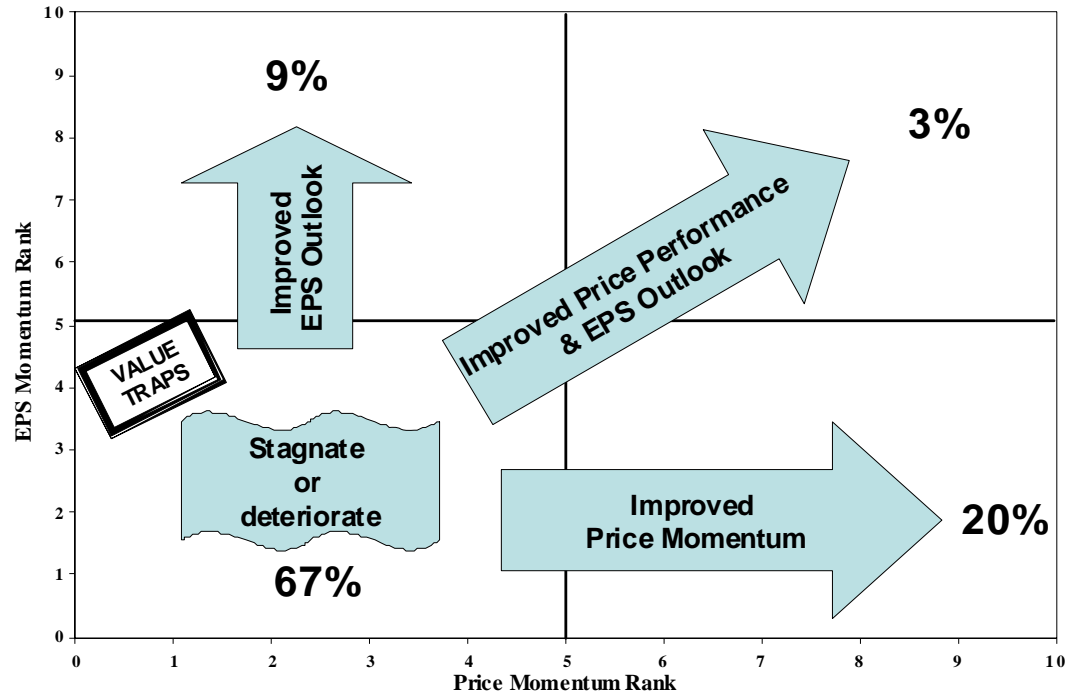 10
9
8
7
6
5
4
3
2
1
0
EPS Momentum Rank
9%
3%
Improved
EPS Outlook
Improved Price Performance
& EPS Outlook
VALUE
TRAPS
Stagnate
or
deteriorate
67%
Improved
Price Momentum
20%
0 1 2 3 4 5 6 7 8 9 10
Price Momentum Rank